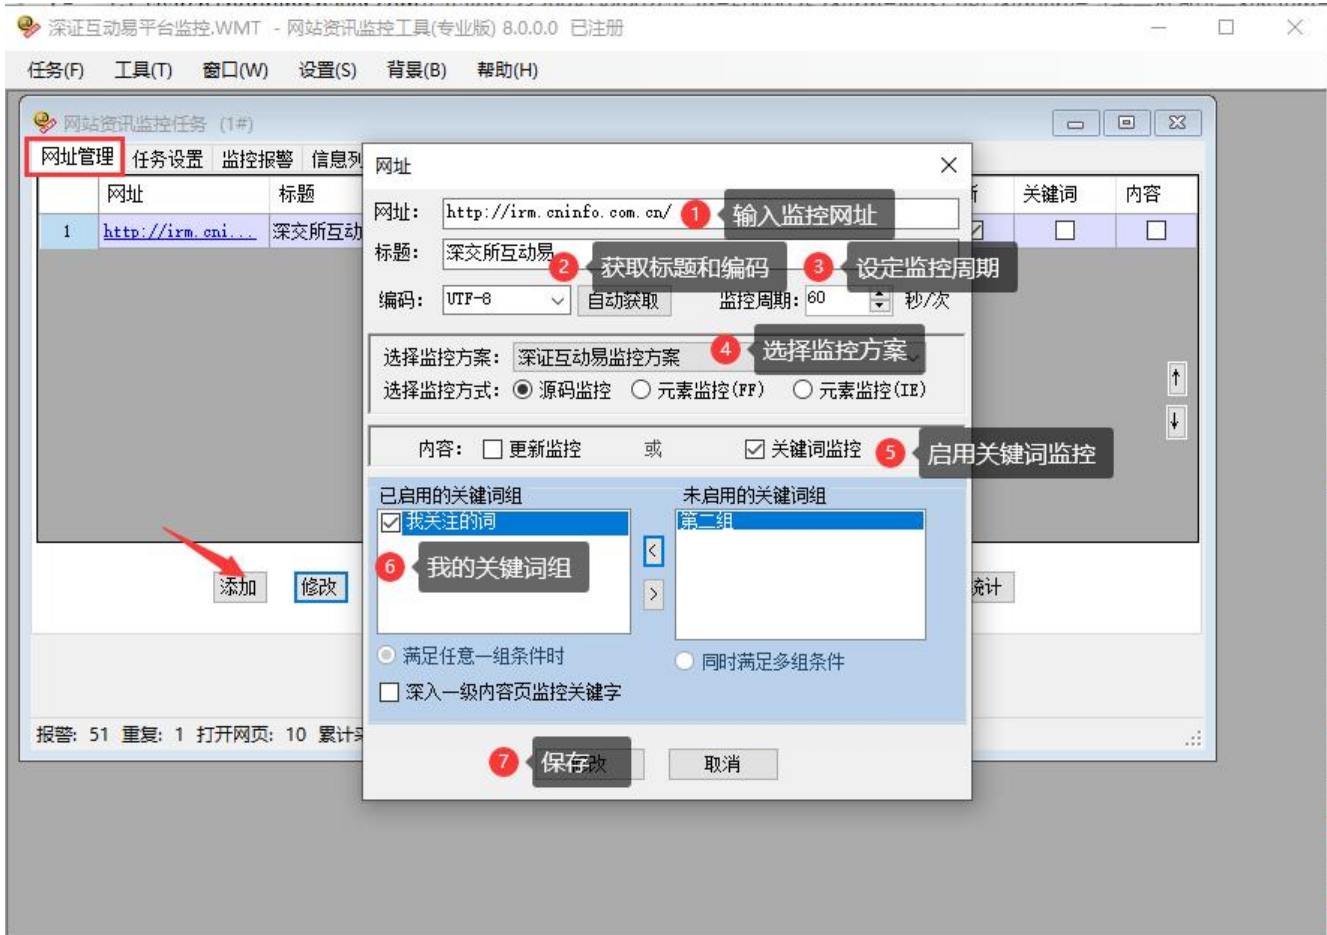 深证互动易平台监控.WMT - 网站资讯监控工具(专业版) 8.0.0.0 已注册
任务(F) 工具(T) 窗口(W) 设置(S) 背景(B) 帮助(H)
网站资讯监控任务 (1#)
网址管理 任务设置 监控报警 信息列
网址 标题 关键词 内容
1 http://irm.cni... 深交所互动
网址
网址: http://irm.cninfo.com.cn/ 1 输入监控网址
标题: 深交所互动易
2 获取标题和编码 3 设定监控周期
编码: UTF-8 自动获取 监控周期: 60 秒/次
选择监控方案: 深证互动易监控方案 4 选择监控方案
选择监控方式: 源码监控 元素监控(FF) 元素监控(IE)
内容: 更新监控 或 关键词监控 5 启用关键词监控
已启用的关键词组 未启用的关键词组
我关注的词 第二组
6 我的关键词组
<
>
添加 修改 统计
满足任意一组条件时 同时满足多组条件
深入一级内容页监控关键字
报警: 51 重复: 1 打开网页: 10 累计
7 保存 改 取消